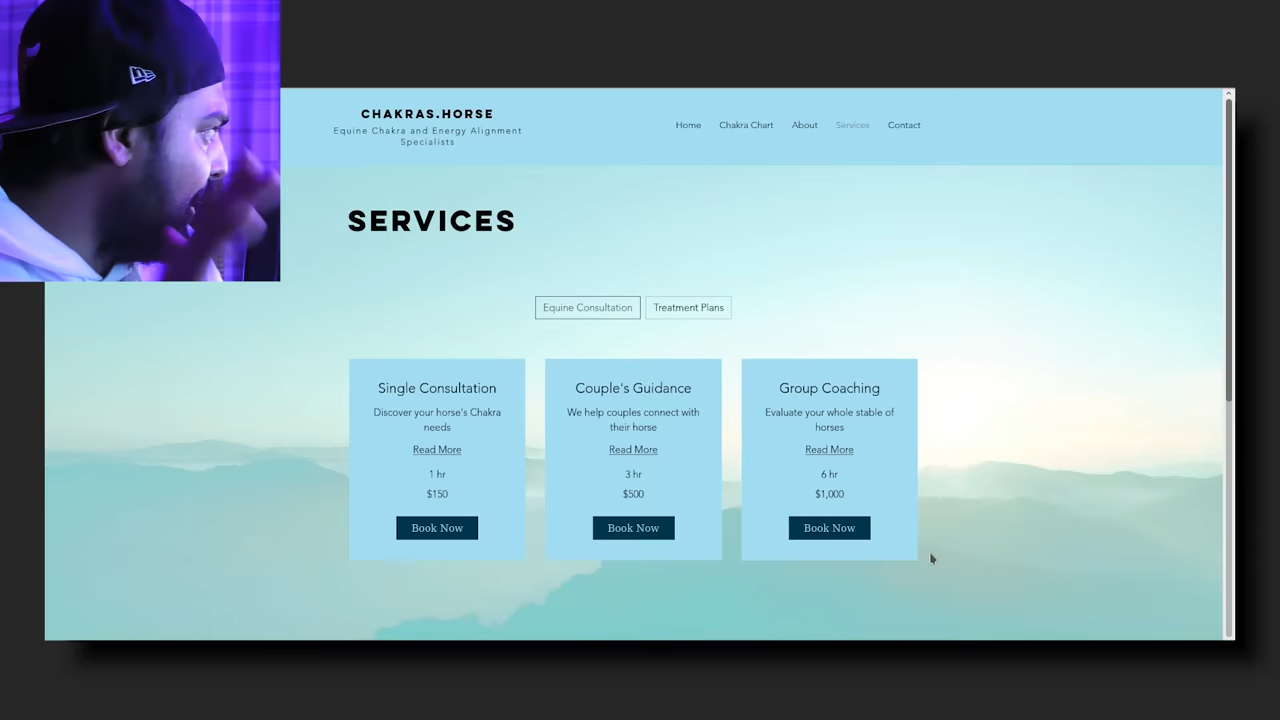 CHAKRAS.HORSE
Equine Chakra and Energy Alignment
Specialists
Home
Chakra Chart
About
Services
Contact
SERVICES
Equine Consultation
Treatment Plans
Single Consultation
Discover your horse's Chakra
needs
Read More
1 hr
$150
Book Now
Couple's Guidance
We help couples connect with
their horse
Read More
3 hr
$500
Book Now
Group Coaching
Evaluate your whole stable of
horses
Read More
6 hr
$1,000
Book Now